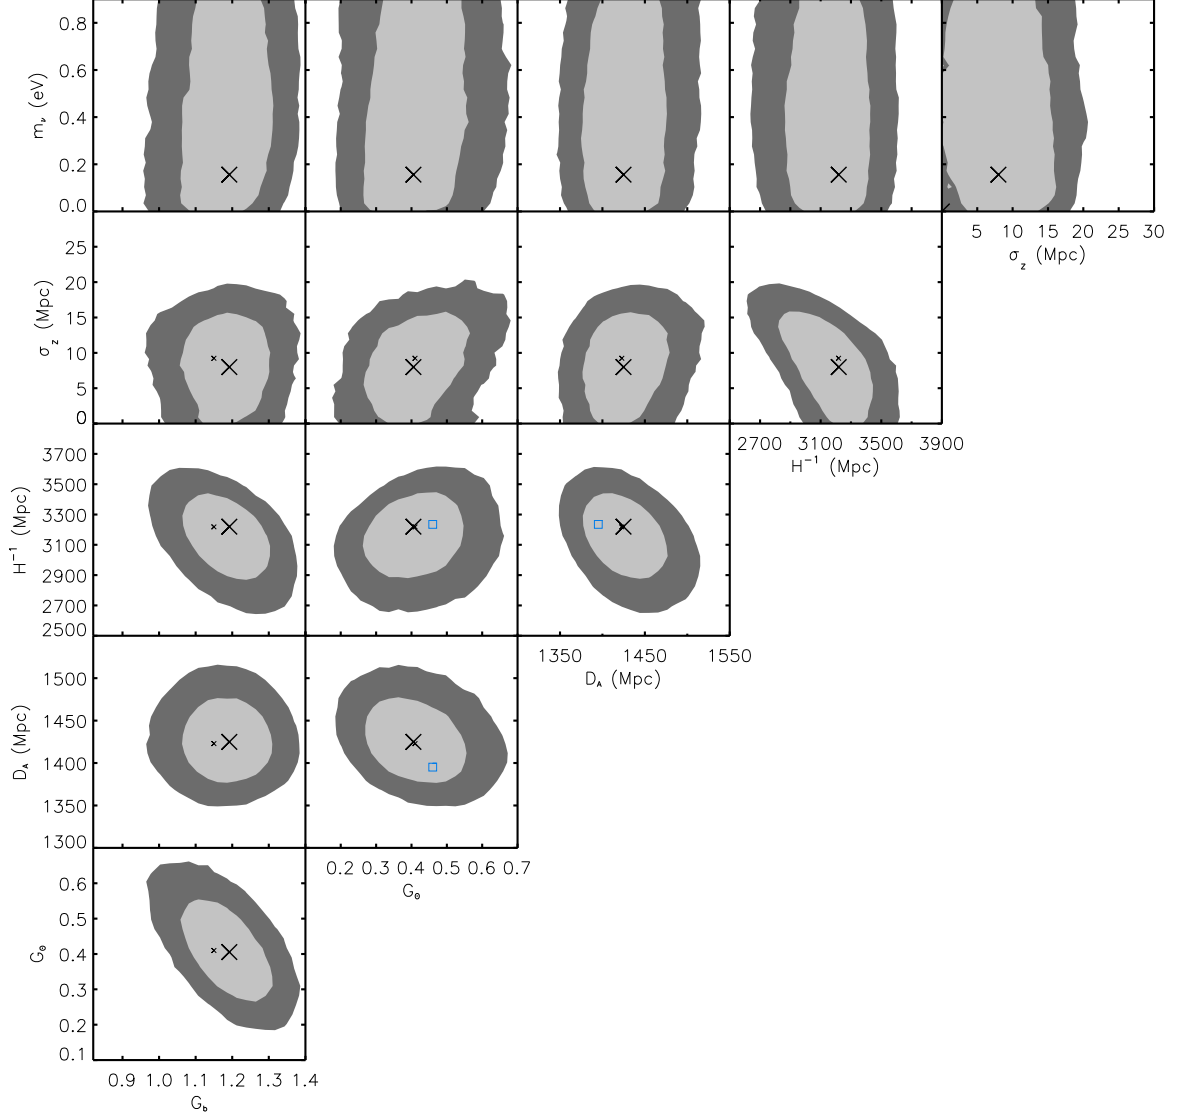 0.8
0.6
0.4
0.2
0.0
m_ν (eV)
5 10 15 20 25 30
σ_z (Mpc)
25
20
15
10
5
0
σ_z (Mpc)
2700 3100 3500 3900
H⁻¹ (Mpc)
3700
3500
3300
3100
2900
2700
2500
H⁻¹ (Mpc)
1350 1450 1550
D_A (Mpc)
1500
1450
1400
1350
1300
D_A (Mpc)
0.2 0.3 0.4 0.5 0.6 0.7
G_Θ
0.6
0.5
0.4
0.3
0.2
0.1
G_Θ
0.9 1.0 1.1 1.2 1.3 1.4
G_b